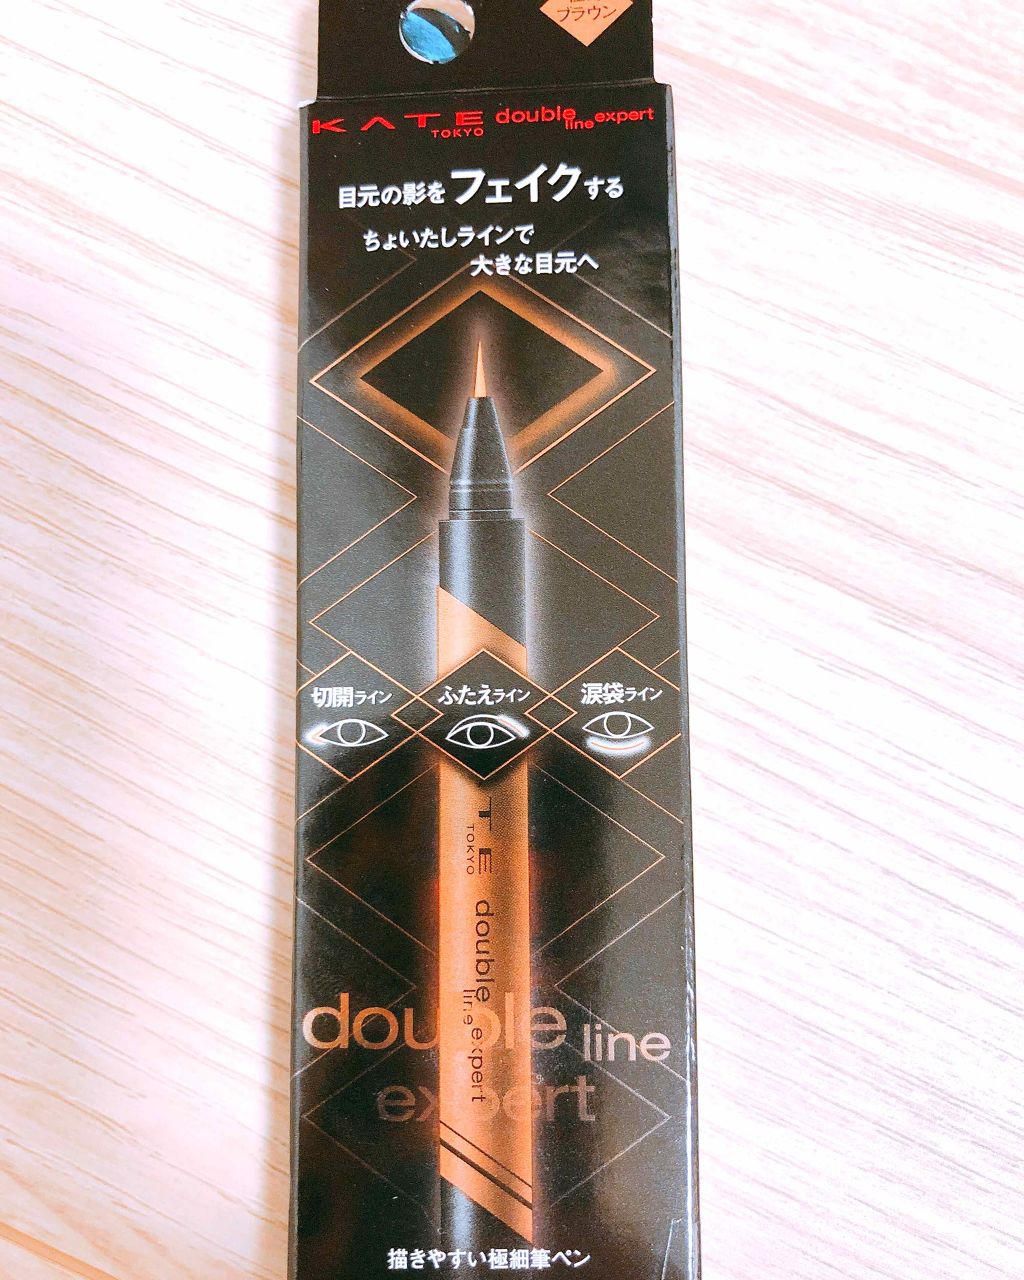 ブラウン
KATE TOKYO double line expert
目元の影をフェイクする
ちょいたしラインで
大きな目元へ
切開ライン
ふたえライン
涙袋ライン
TE TOKYO double line expert
double line
expert
描きやすい極細筆ペン